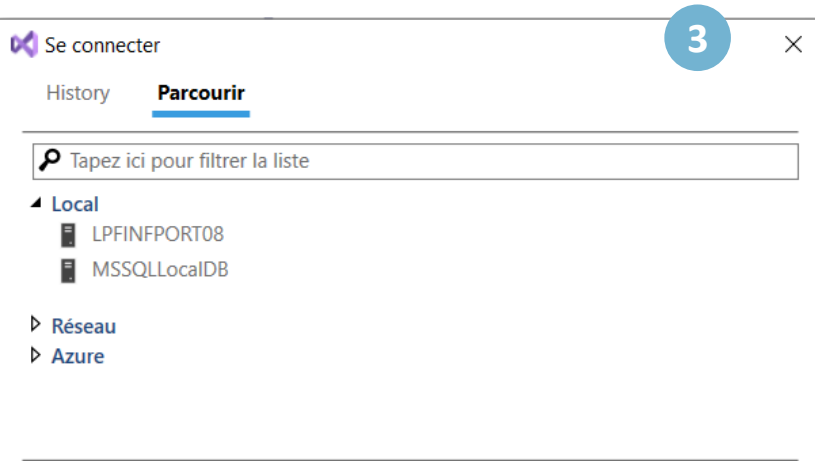 Se connecter
3
History Parcourir
Tapez ici pour filtrer la liste
Local
LPFINFPORT08
MSSQLLocalDB
Réseau
Azure